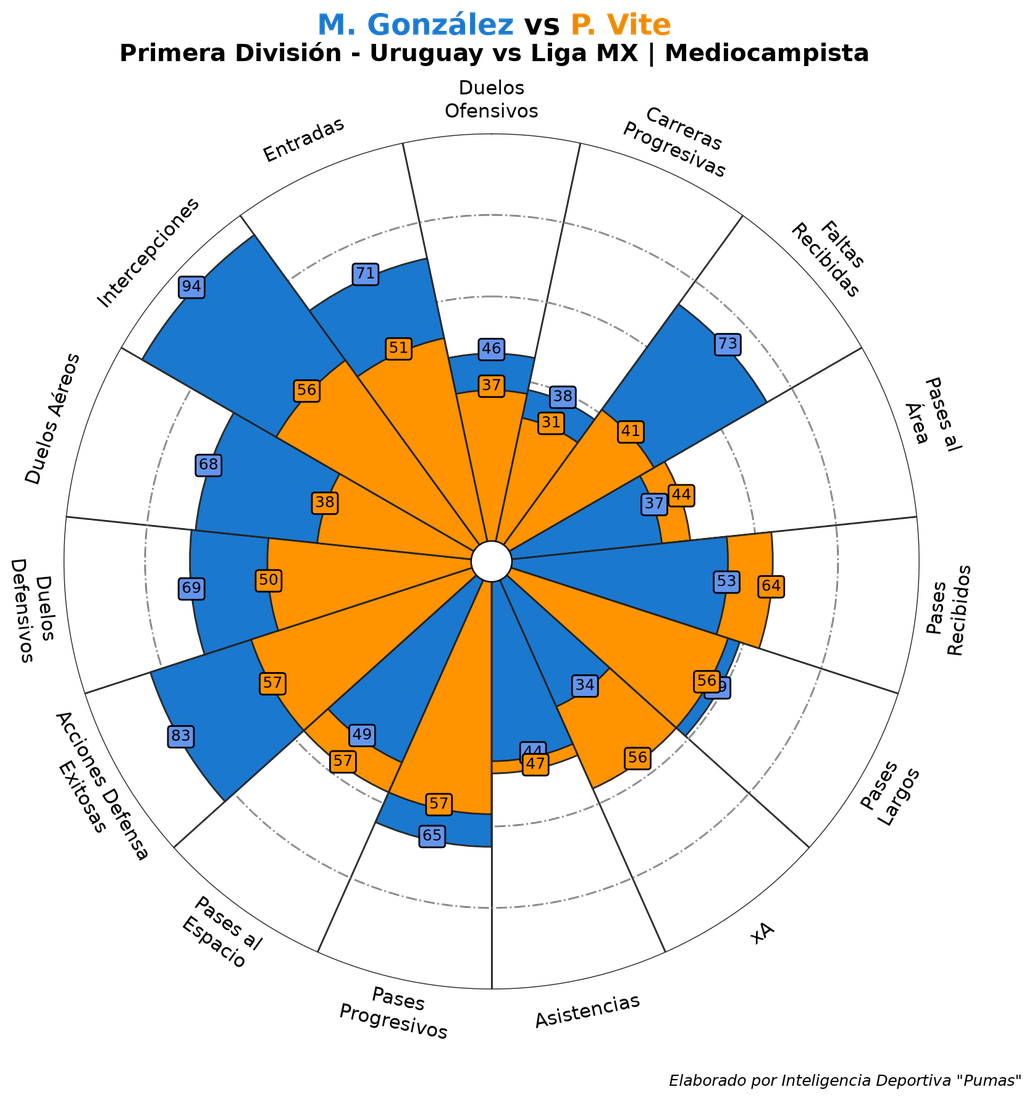 M. González vs P. Vite
Primera División - Uruguay vs Liga MX | Mediocampista
Duelos
Ofensivos
46
37
Carreras
Progresivas
38
31
Faltas
Recibidas
73
41
Pases al
Área
37
44
Pases
Recibidos
53
64
Pases
Largos
56
9
xA
34
56
Asistencias
44
47
Pases
Progresivos
57
65
Pases al
Espacio
49
57
Acciones Defensa
Exitosas
57
83
Duelos
Defensivos
69
50
Duelos Aéreos
68
38
Intercepciones
94
56
Entradas
71
51
Elaborado por Inteligencia Deportiva "Pumas"